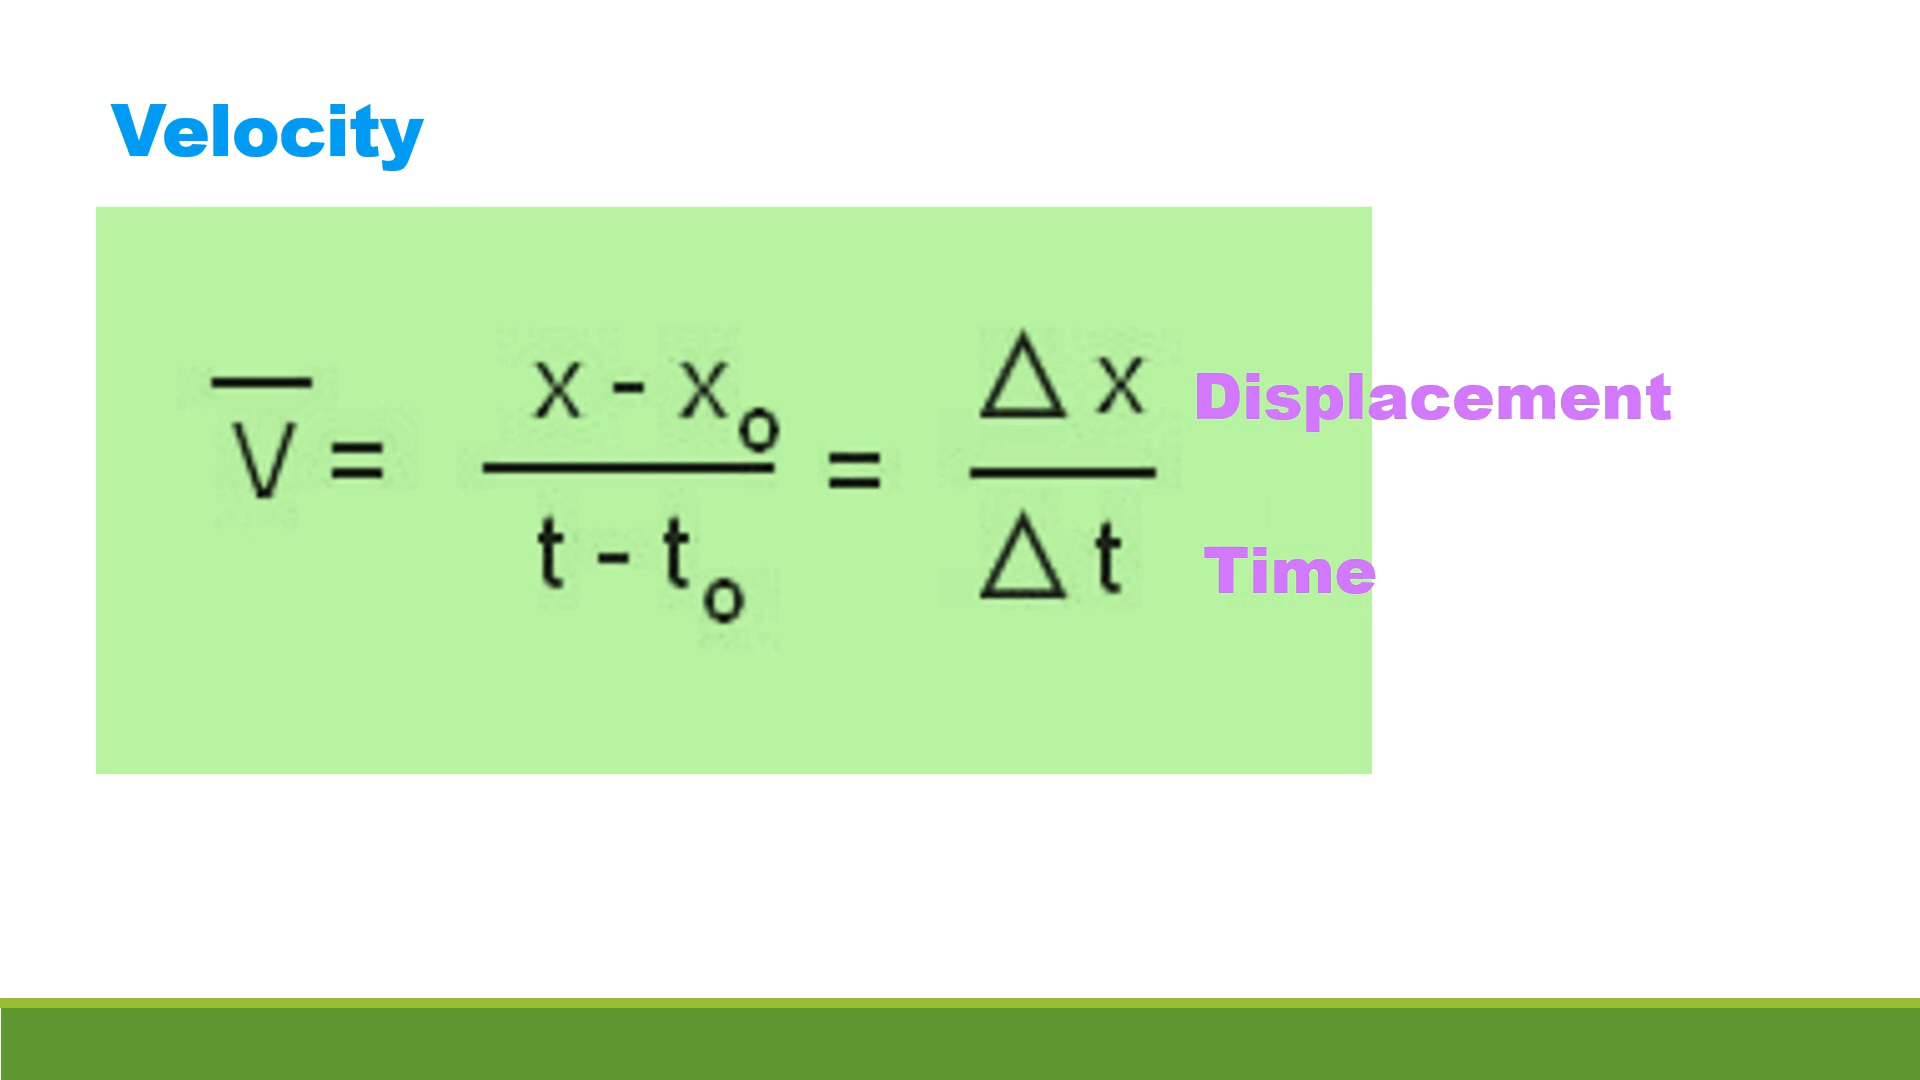 Velocity
V̅ = x - x₀ / t - t₀ = Δ x / Δ t
Displacement
Time